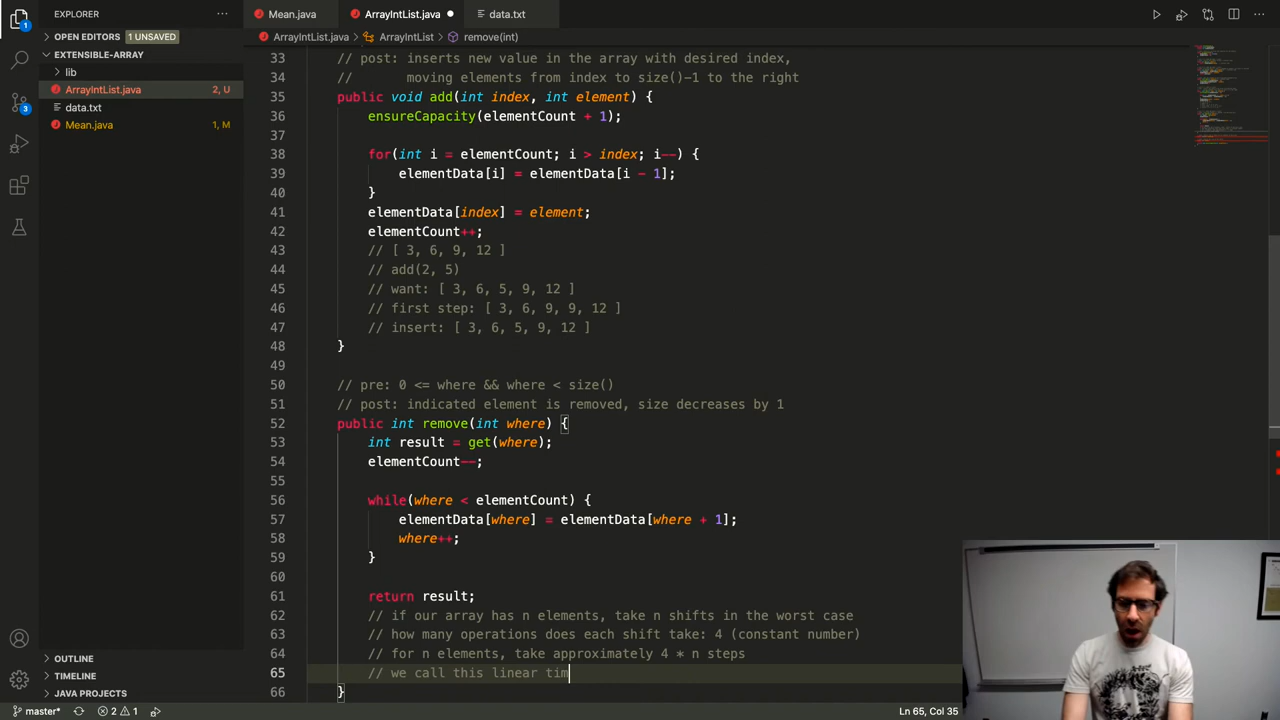 EXPLORER
···
Mean.java
ArrayIntList.java
data.txt
OPEN EDITORS 1 UNSAVED
ArrayIntList.java > ArrayIntList > remove(int)
EXTENSIBLE-ARRAY
lib
ArrayIntList.java 2, U
data.txt
Mean.java 1, M
33 // post: inserts new value in the array with desired index,
34 //       moving elements from index to size()-1 to the right
35 public void add(int index, int element) {
36 ensureCapacity(elementCount + 1);
37
38 for(int i = elementCount; i > index; i--) {
39 elementData[i] = elementData[i - 1];
40 }
41 elementData[index] = element;
42 elementCount++;
43 // [ 3, 6, 9, 12 ]
44 // add(2, 5)
45 // want: [ 3, 6, 5, 9, 12 ]
46 // first step: [ 3, 6, 9, 9, 12 ]
47 // insert: [ 3, 6, 5, 9, 12 ]
48 }
49
50 // pre: 0 <= where && where < size()
51 // post: indicated element is removed, size decreases by 1
52 public int remove(int where) {
53 int result = get(where);
54 elementCount--;
55
56 while(where < elementCount) {
57 elementData[where] = elementData[where + 1];
58 where++;
59 }
60
61 return result;
62 // if our array has n elements, take n shifts in the worst case
63 // how many operations does each shift take: 4 (constant number)
64 // for n elements, take approximately 4 * n steps
65 // we call this linear tim
66 }
1
3
OUTLINE
TIMELINE
JAVA PROJECTS
master*
2
1
Ln 65, Col 35